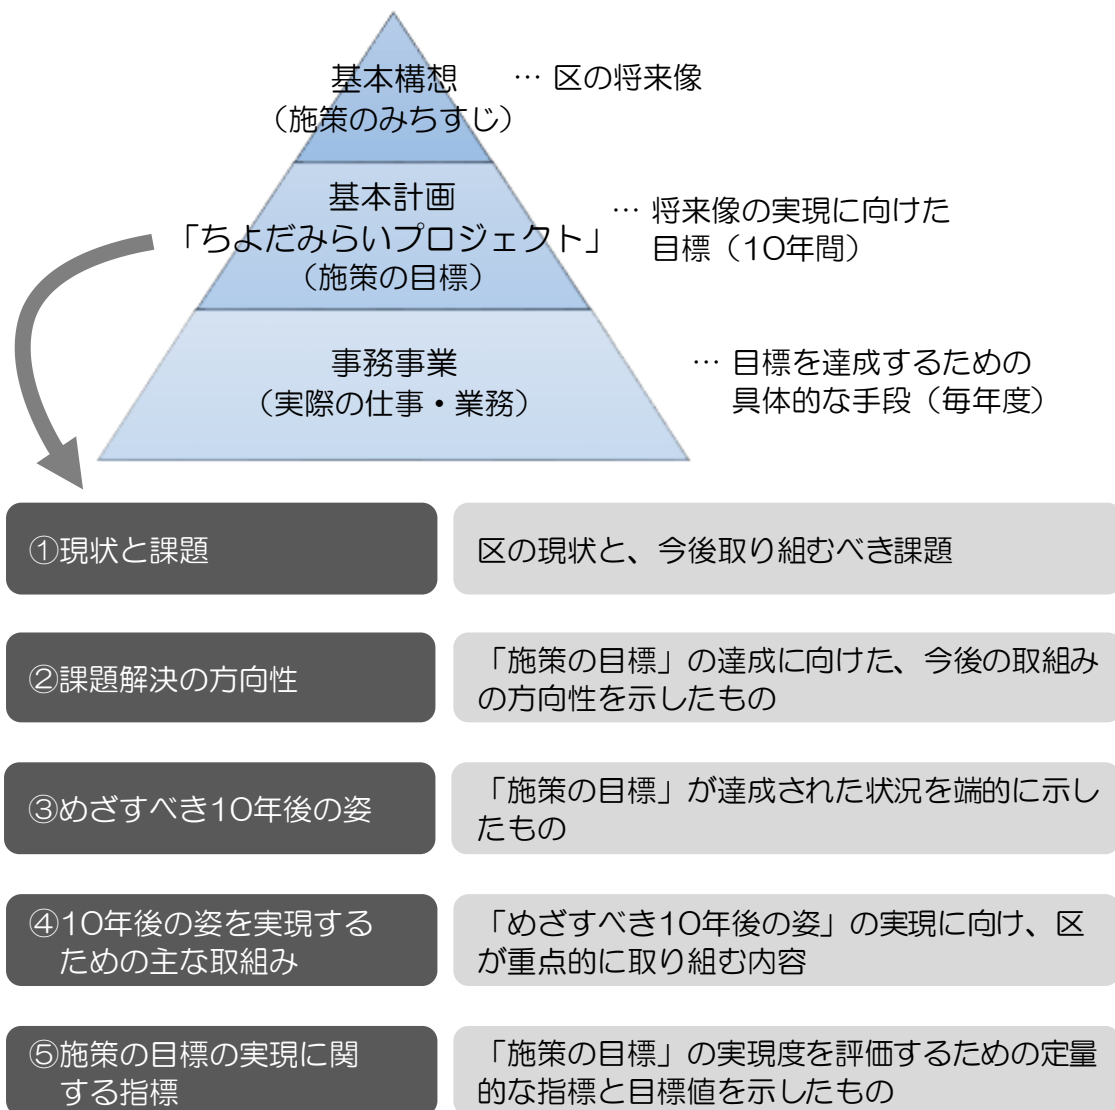 基本構想
（施策のみちすじ）
… 区の将来像
基本計画
「ちよだみらいプロジェクト」
（施策の目標）
… 将来像の実現に向けた
目標（10年間）
事務事業
（実際の仕事・業務）
… 目標を達成するための
具体的な手段（毎年度）
①現状と課題
区の現状と、今後取り組むべき課題
②課題解決の方向性
「施策の目標」の達成に向けた、今後の取組み
の方向性を示したもの
③めざすべき10年後の姿
「施策の目標」が達成された状況を端的に示し
たもの
④10年後の姿を実現する
ための主な取組み
「めざすべき10年後の姿」の実現に向け、区
が重点的に取り組む内容
⑤施策の目標の実現に関
する指標
「施策の目標」の実現度を評価するための定量
的な指標と目標値を示したもの